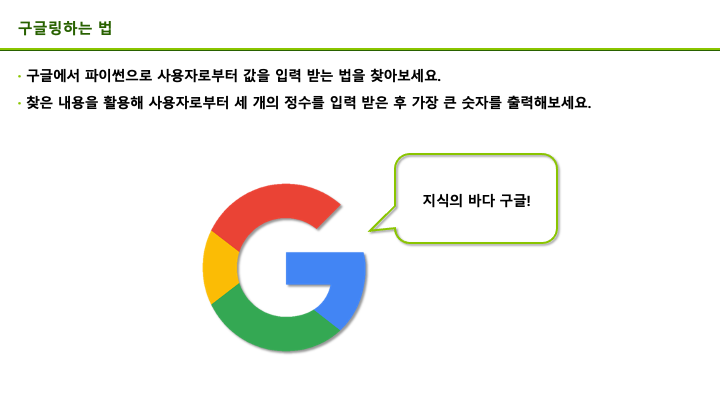 구글링하는 법
· 구글에서 파이썬으로 사용자로부터 값을 입력 받는 법을 찾아보세요.
· 찾은 내용을 활용해 사용자로부터 세 개의 정수를 입력 받은 후 가장 큰 숫자를 출력해보세요.
지식의 바다 구글!